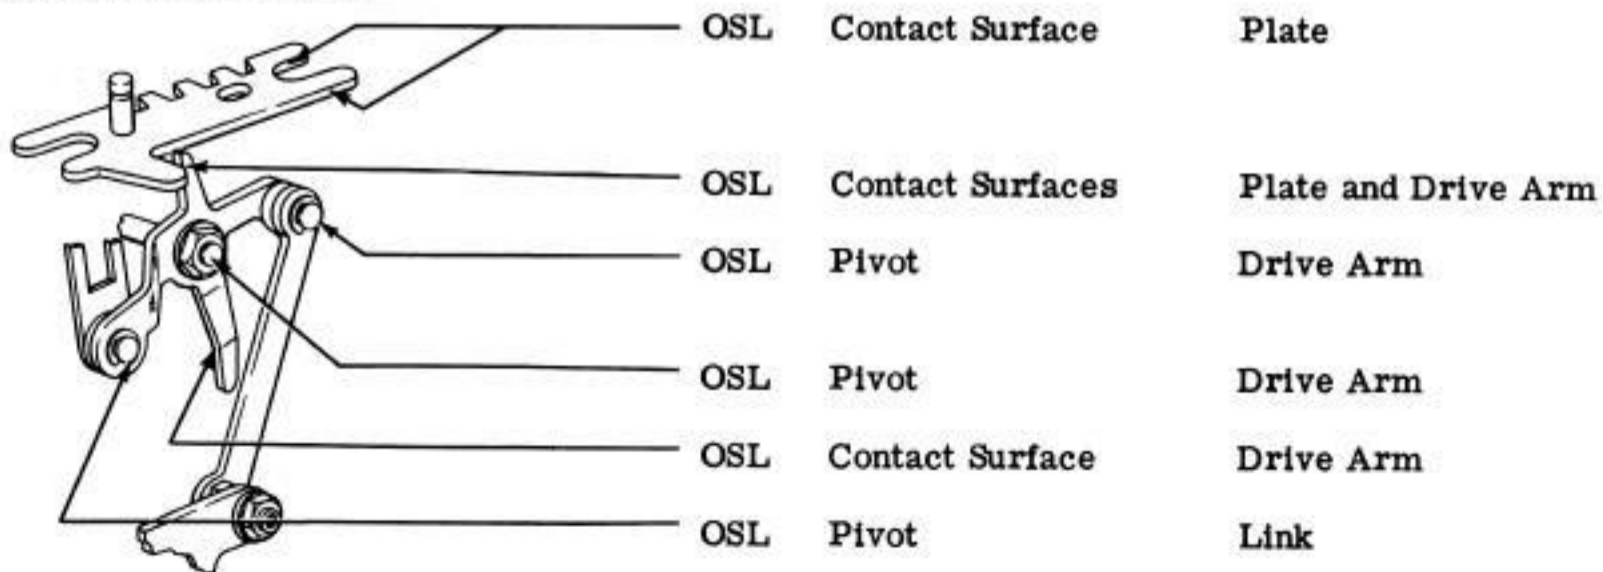 OSL Contact Surface Plate
OSL Contact Surfaces Plate and Drive Arm
OSL Pivot Drive Arm
OSL Pivot Drive Arm
OSL Contact Surface Drive Arm
OSL Pivot Link